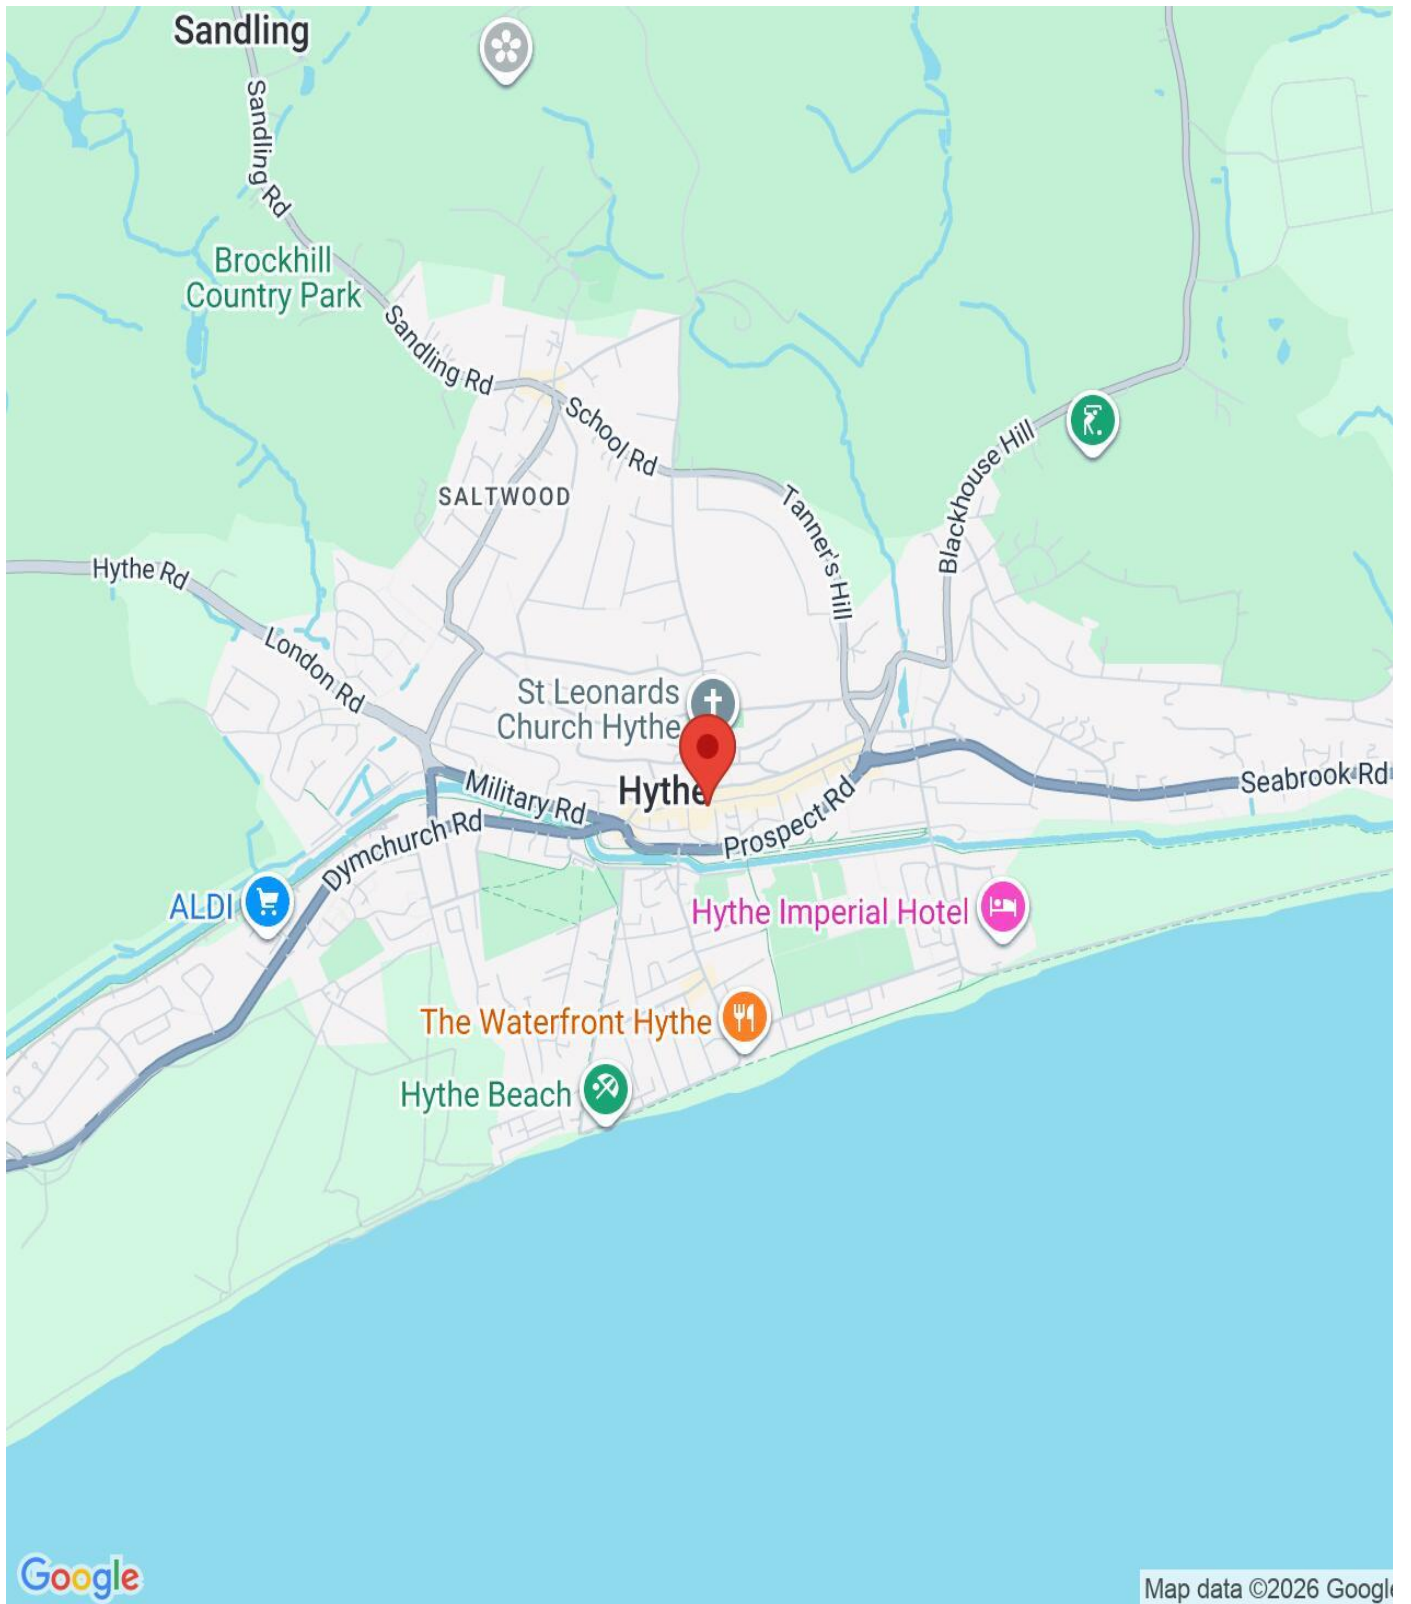 Sandling
Sandling Rd
Brockhill
Country Park
Sandling Rd
School Rd
Blackhouse Hill
SALTWOOD
Tanner's Hill
Hythe Rd
London Rd
St Leonards
Church Hythe
Hythe
Military Rd
Seabrook Rd
Prospect Rd
Dymchurch Rd
ALDI
Hythe Imperial Hotel
The Waterfront Hythe
Hythe Beach
Google
Map data ©2026 Google